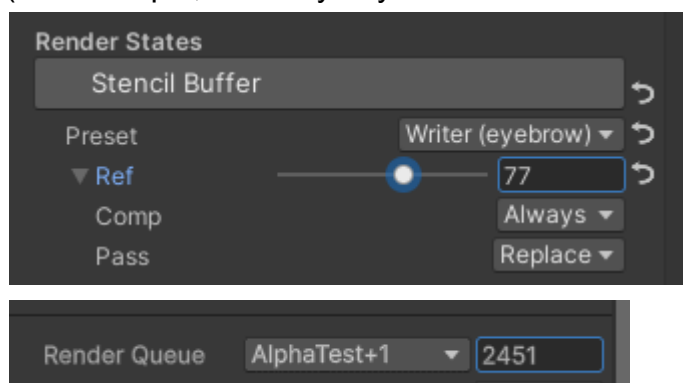 Render States
Stencil Buffer
Preset Writer (eyebrow)
Ref 77
Comp Always
Pass Replace
Render Queue AlphaTest+1 2451